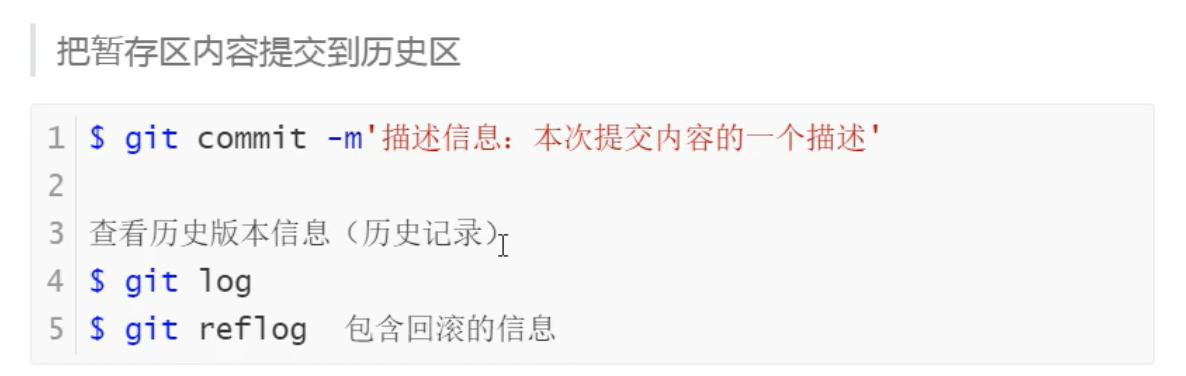 把暂存区内容提交到历史区
1 $ git commit -m'描述信息：本次提交内容的一个描述'
2
3 查看历史版本信息（历史记录）
4 $ git log
5 $ git reflog  包含回滚的信息